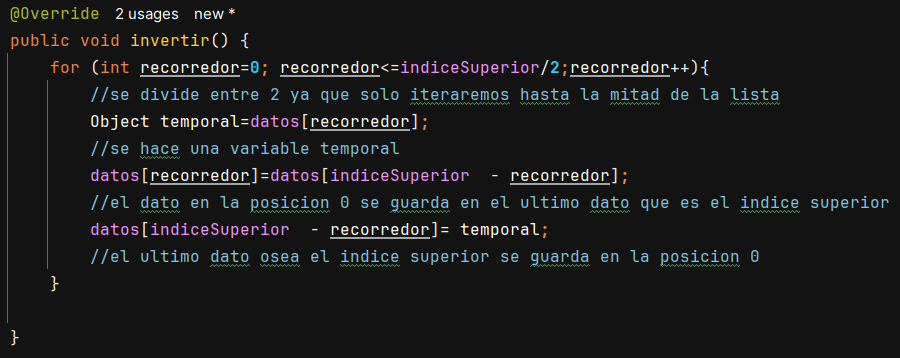 @Override 2 usages new *
public void invertir() {
for (int recorredor=0; recorredor<=indiceSuperior/2;recorredor++){
//se divide entre 2 ya que solo iteraremos hasta la mitad de la lista
Object temporal=datos[recorredor];
//se hace una variable temporal
datos[recorredor]=datos[indiceSuperior  - recorredor];
//el dato en la posicion 0 se guarda en el ultimo dato que es el indice superior
datos[indiceSuperior  - recorredor]= temporal;
//el ultimo dato osea el indice superior se guarda en la posicion 0
}
}